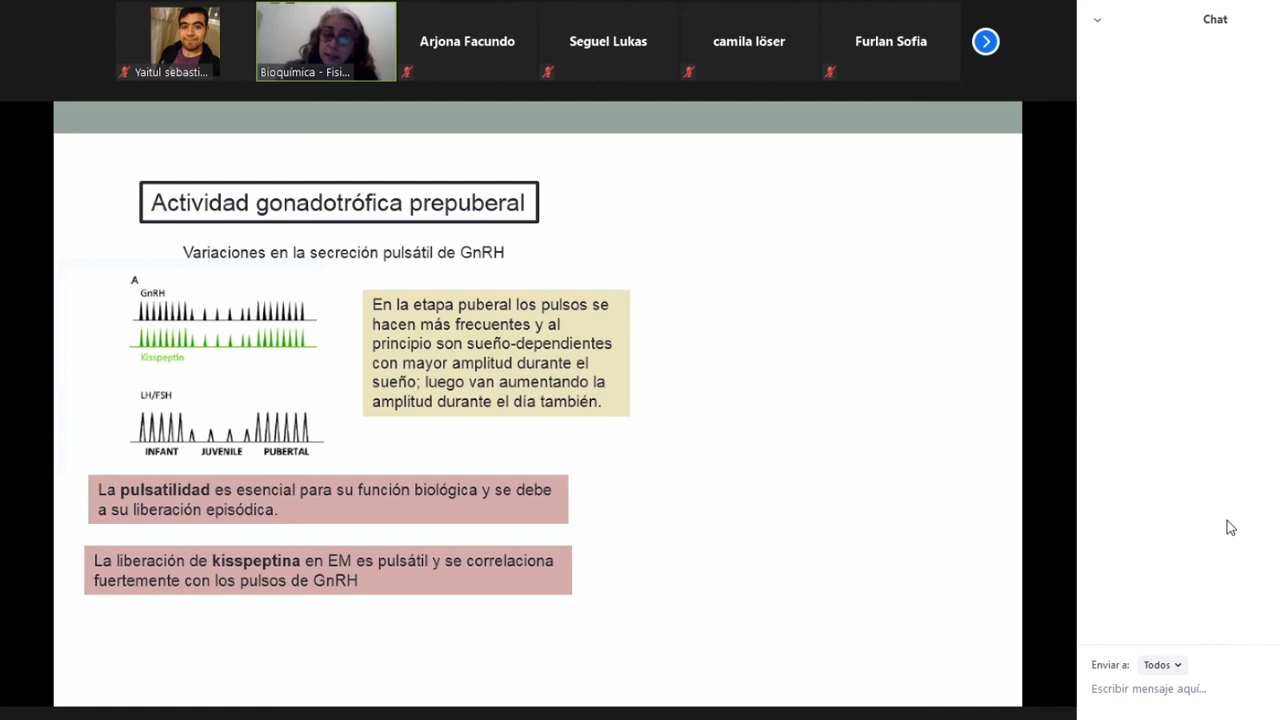 Chat
Arjona Facundo
Seguel Lukas
camila löser
Furlan Sofia
Yaitul sebasti...
Bioquímica - Fisi...
Actividad gonadotrófica prepuberal
Variaciones en la secreción pulsátil de GnRH
A
GnRH
Kisspeptin
LH/FSH
INFANT JUVENILE PUBERTAL
En la etapa puberal los pulsos se
hacen más frecuentes y al
principio son sueño-dependientes
con mayor amplitud durante el
sueño; luego van aumentando la
amplitud durante el día también.
La pulsatilidad es esencial para su función biológica y se debe
a su liberación episódica.
La liberación de kisspeptina en EM es pulsátil y se correlaciona
fuertemente con los pulsos de GnRH
Enviar a: Todos
Escribir mensaje aquí...